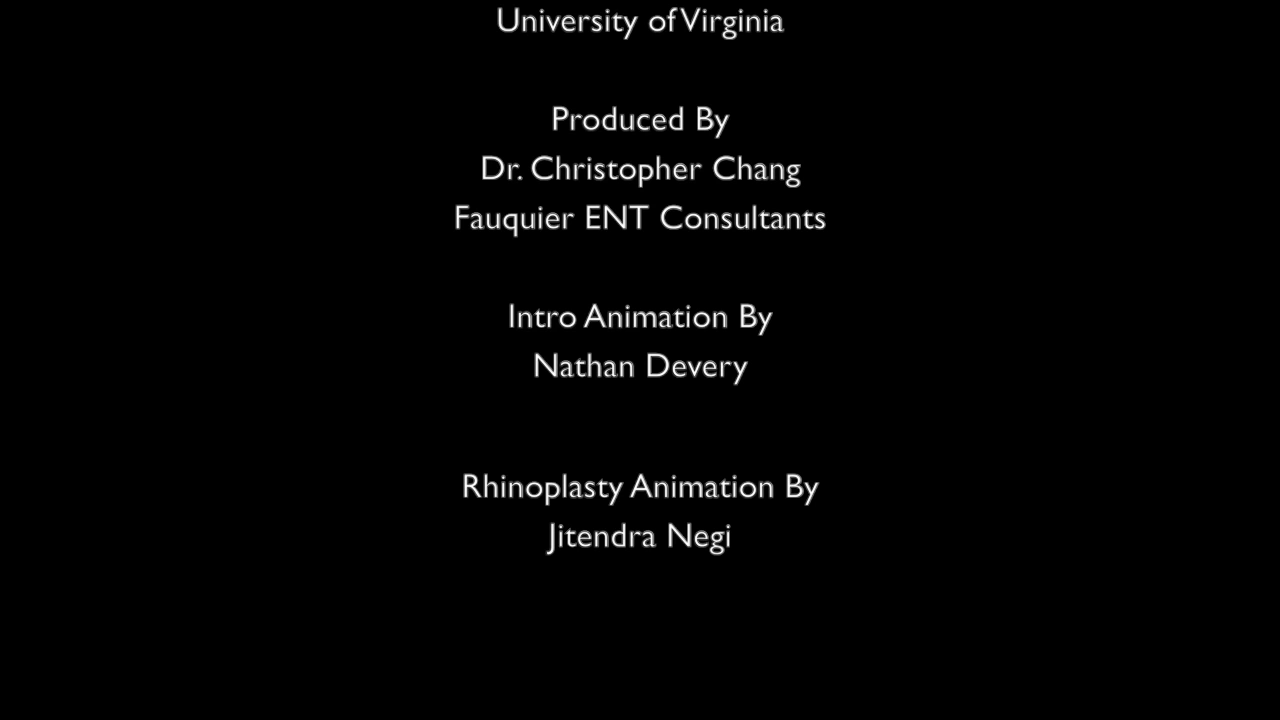 University of Virginia
Produced By
Dr. Christopher Chang
Fauquier ENT Consultants
Intro Animation By
Nathan Devery
Rhinoplasty Animation By
Jitendra Negi